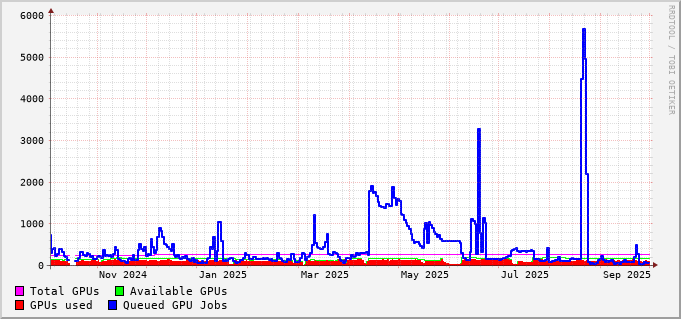 6000
5000
4000
3000
2000
1000
0
Nov 2024 Jan 2025 Mar 2025 May 2025 Jul 2025 Sep 2025
Total GPUs Available GPUs
GPUs used Queued GPU Jobs
RRDTOOL / TOBI OETIKER